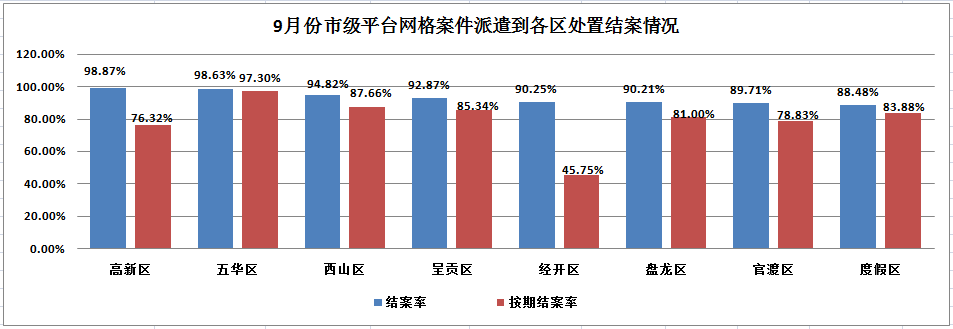 9月份市级平台网格案件派遣到各区处置结案情况
120.00%
100.00%
80.00%
60.00%
40.00%
20.00%
0.00%
98.87%
76.32%
98.63%
97.30%
94.82%
87.66%
92.87%
85.34%
90.25%
45.75%
90.21%
81.00%
89.71%
78.83%
88.48%
83.88%
高新区
五华区
西山区
呈贡区
经开区
盘龙区
官渡区
度假区
结案率
按期结案率